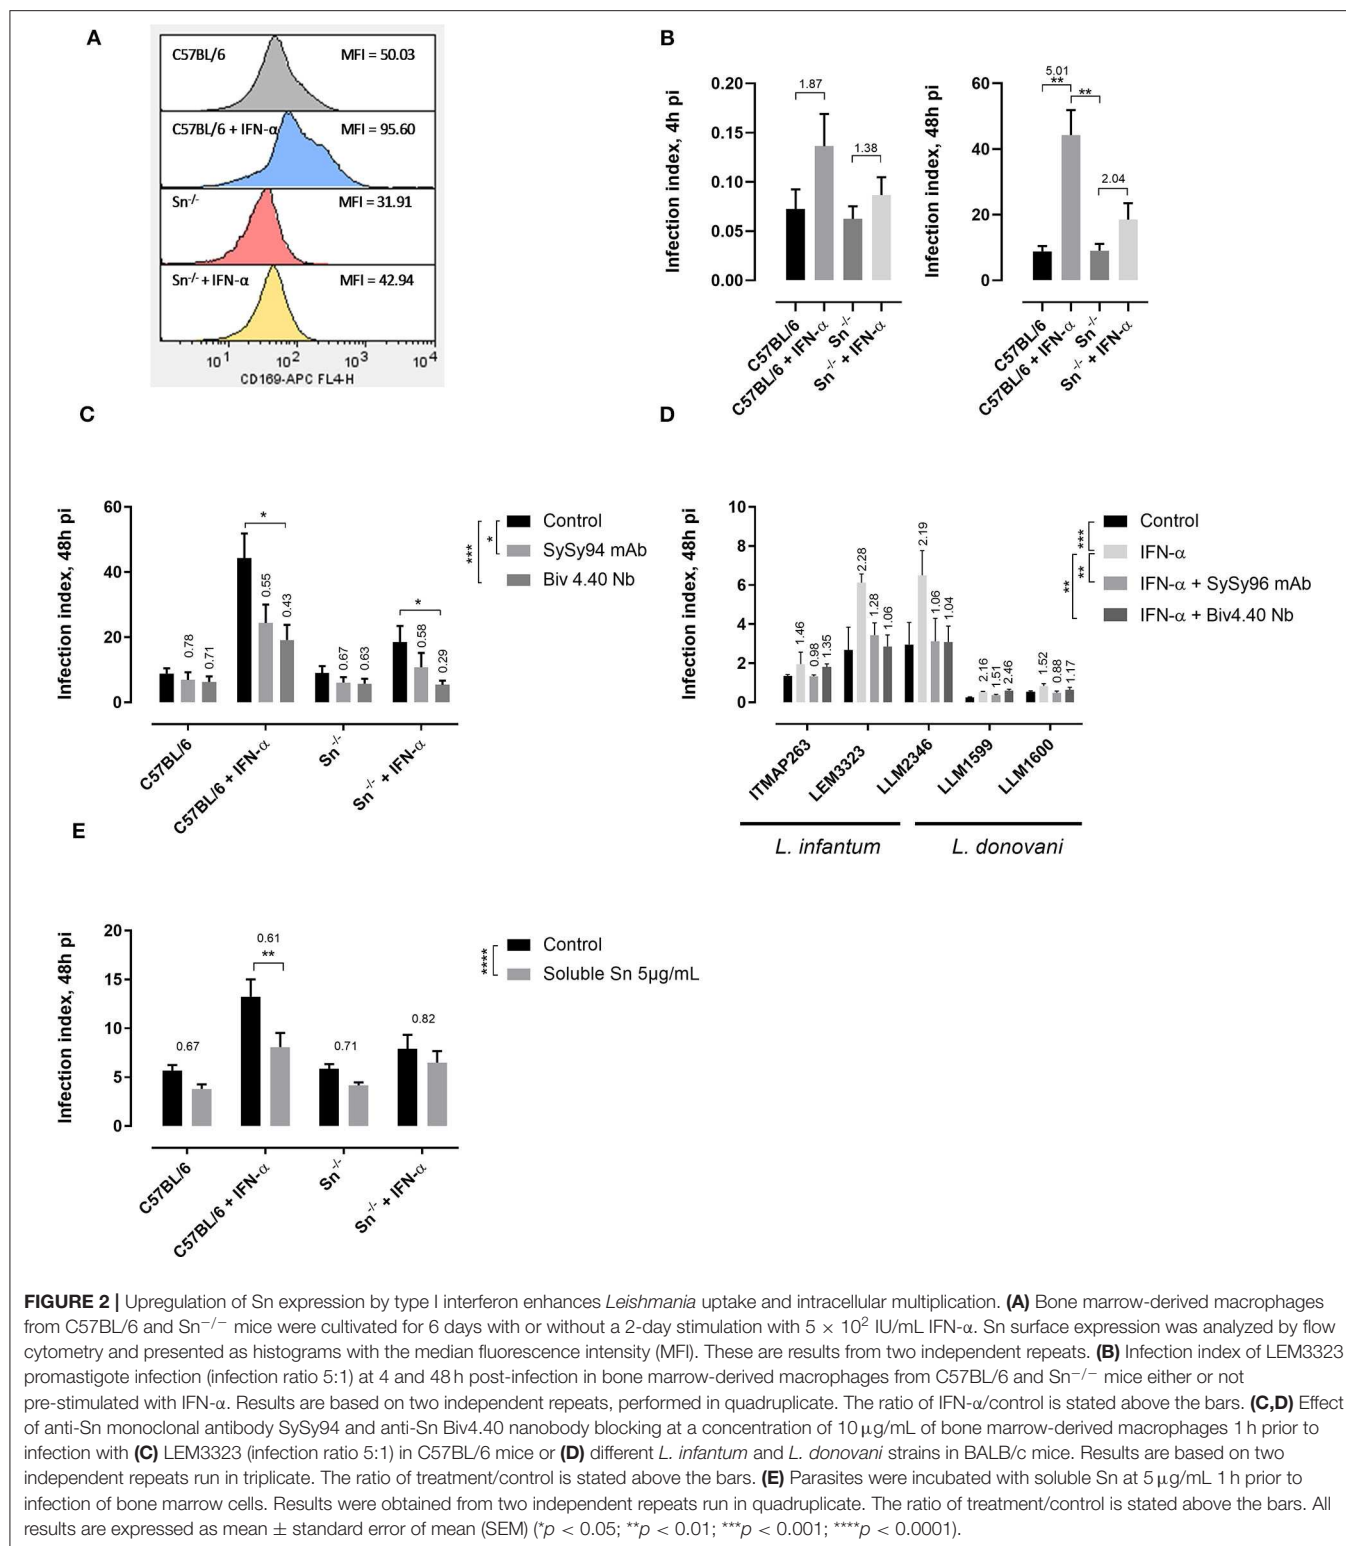 A
C57BL/6 MFI = 50.03
C57BL/6 + IFN-α MFI = 95.60
Sn-/- MFI = 31.91
Sn-/- + IFN-α MFI = 42.94
10¹ 10² 10³ 10⁴
CD169-APC FL4-H
B
Infection index, 4h pi
0.20
0.15
0.10
0.05
0.00
1.87
1.38
C57BL/6
C57BL/6 + IFN-α
Sn-/-
Sn-/- + IFN-α
Infection index, 48h pi
60
40
20
0
5.01
**
**
2.04
C57BL/6
C57BL/6 + IFN-α
Sn-/-
Sn-/- + IFN-α
C
Infection index, 48h pi
60
40
20
0
0.78
0.71
*
0.55
0.43
0.67
0.63
*
0.58
0.29
C57BL/6
C57BL/6 + IFN-α
Sn-/-
Sn-/- + IFN-α
***
*
Control
SySy94 mAb
Biv 4.40 Nb
D
Infection index, 48h pi
10
8
6
4
2
0
1.46
0.98
1.35
2.28
1.28
1.06
2.19
1.06
1.04
2.16
1.51
2.46
1.52
0.88
1.17
ITMAP263
LEM3323
LLM2346
LLM1599
LLM1600
L. infantum
L. donovani
***
**
**
Control
IFN-α
IFN-α + SySy96 mAb
IFN-α + Biv4.40 Nb
E
Infection index, 48h pi
20
15
10
5
0
0.67
0.61
**
0.71
0.82
C57BL/6
C57BL/6 + IFN-α
Sn-/-
Sn-/- + IFN-α
****
Control
Soluble Sn 5µg/mL
FIGURE 2 | Upregulation of Sn expression by type I interferon enhances Leishmania uptake and intracellular multiplication. (A) Bone marrow-derived macrophages
from C57BL/6 and Sn−/− mice were cultivated for 6 days with or without a 2-day stimulation with 5 × 10² IU/mL IFN-α. Sn surface expression was analyzed by flow
cytometry and presented as histograms with the median fluorescence intensity (MFI). These are results from two independent repeats. (B) Infection index of LEM3323
promastigote infection (infection ratio 5:1) at 4 and 48 h post-infection in bone marrow-derived macrophages from C57BL/6 and Sn−/− mice either or not
pre-stimulated with IFN-α. Results are based on two independent repeats, performed in quadruplicate. The ratio of IFN-α/control is stated above the bars. (C,D) Effect
of anti-Sn monoclonal antibody SySy94 and anti-Sn Biv4.40 nanobody blocking at a concentration of 10 µg/mL of bone marrow-derived macrophages 1 h prior to
infection with (C) LEM3323 (infection ratio 5:1) in C57BL/6 mice or (D) different L. infantum and L. donovani strains in BALB/c mice. Results are based on two
independent repeats run in triplicate. The ratio of treatment/control is stated above the bars. (E) Parasites were incubated with soluble Sn at 5 µg/mL 1 h prior to
infection of bone marrow cells. Results were obtained from two independent repeats run in quadruplicate. The ratio of treatment/control is stated above the bars. All
results are expressed as mean ± standard error of mean (SEM) (*p < 0.05; **p < 0.01; ***p < 0.001; ****p < 0.0001).